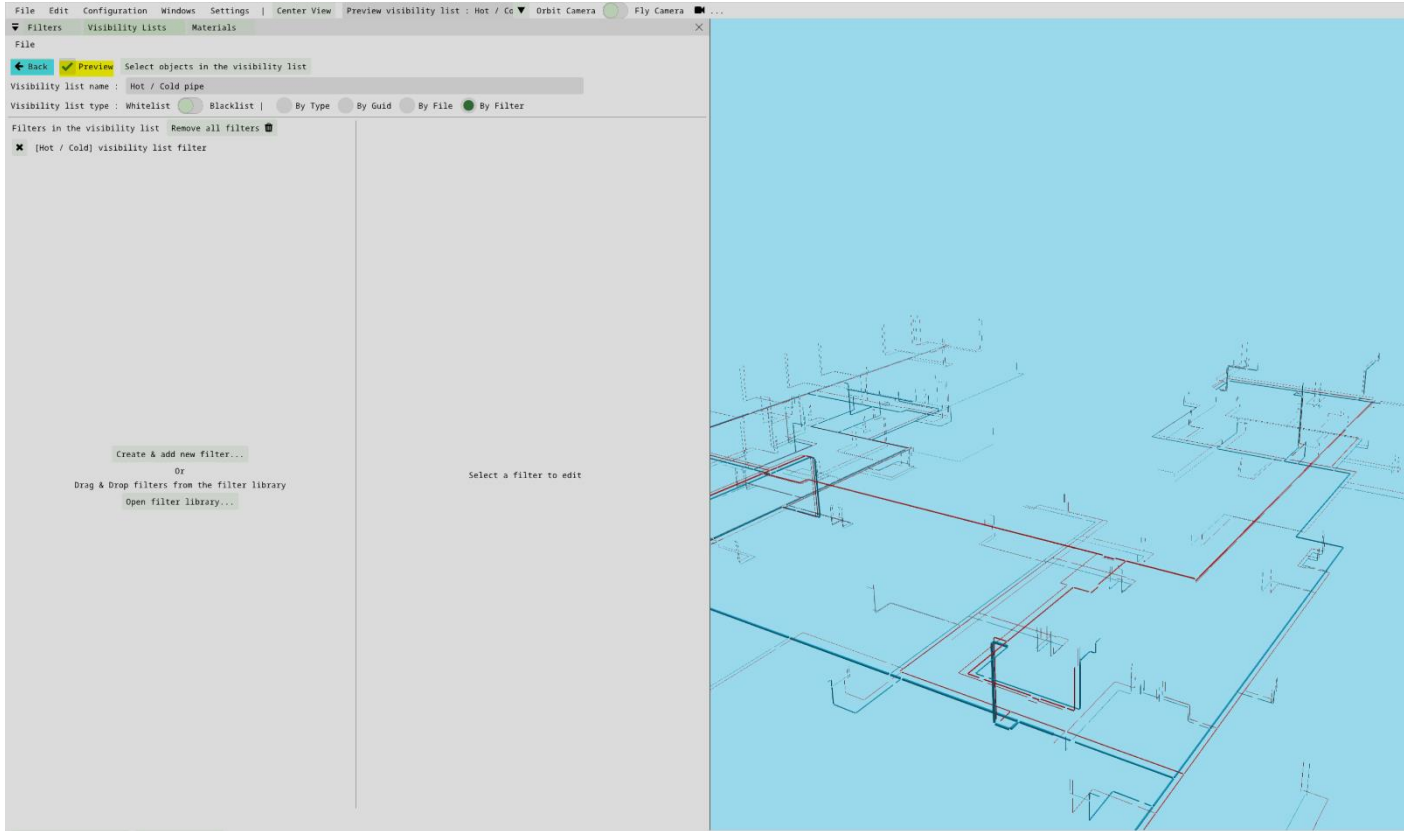 File Edit Configuration Windows Settings | Center View Preview visibility list : Hot / Co Orbit Camera Fly Camera ...
Filters Visibility Lists Materials
File
Back Preview Select objects in the visibility list
Visibility list name : Hot / Cold pipe
Visibility list type : Whitelist Blacklist | By Type By Guid By File By Filter
Filters in the visibility list Remove all filters
[Hot / Cold] visibility list filter
Create & add new filter...
Or
Drag & Drop filters from the filter library
Open filter library...
Select a filter to edit